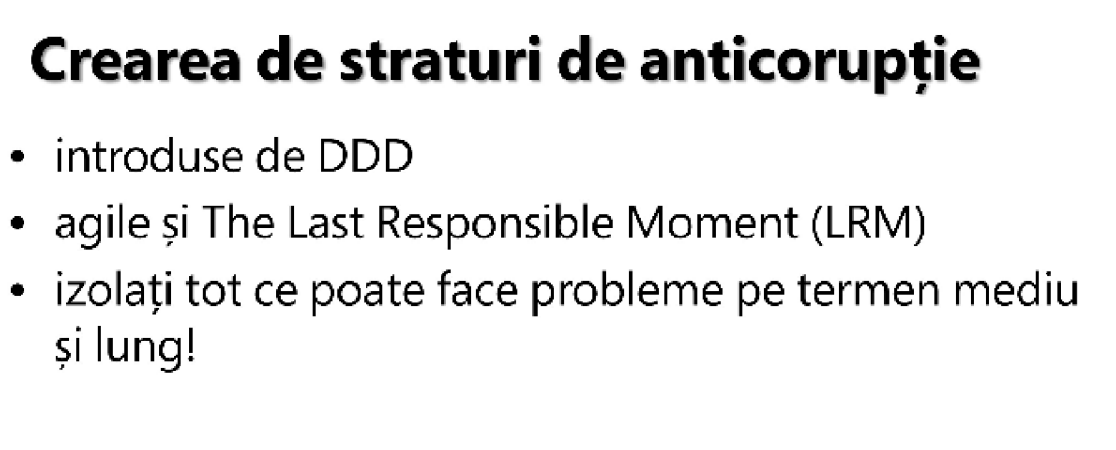 Crearea de straturi de anticorupție
• introduse de DDD
• agile și The Last Responsible Moment (LRM)
• izolați tot ce poate face probleme pe termen mediu
și lung!